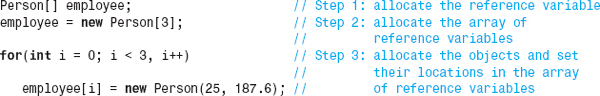 Person[] employee; // Step 1: allocate the reference variable
employee = new Person[3]; // Step 2: allocate the array of
// reference variables
for(int i = 0; i < 3, i++) // Step 3: allocate the objects and set
// their locations in the array
employee[i] = new Person(25, 187.6); // of reference variables